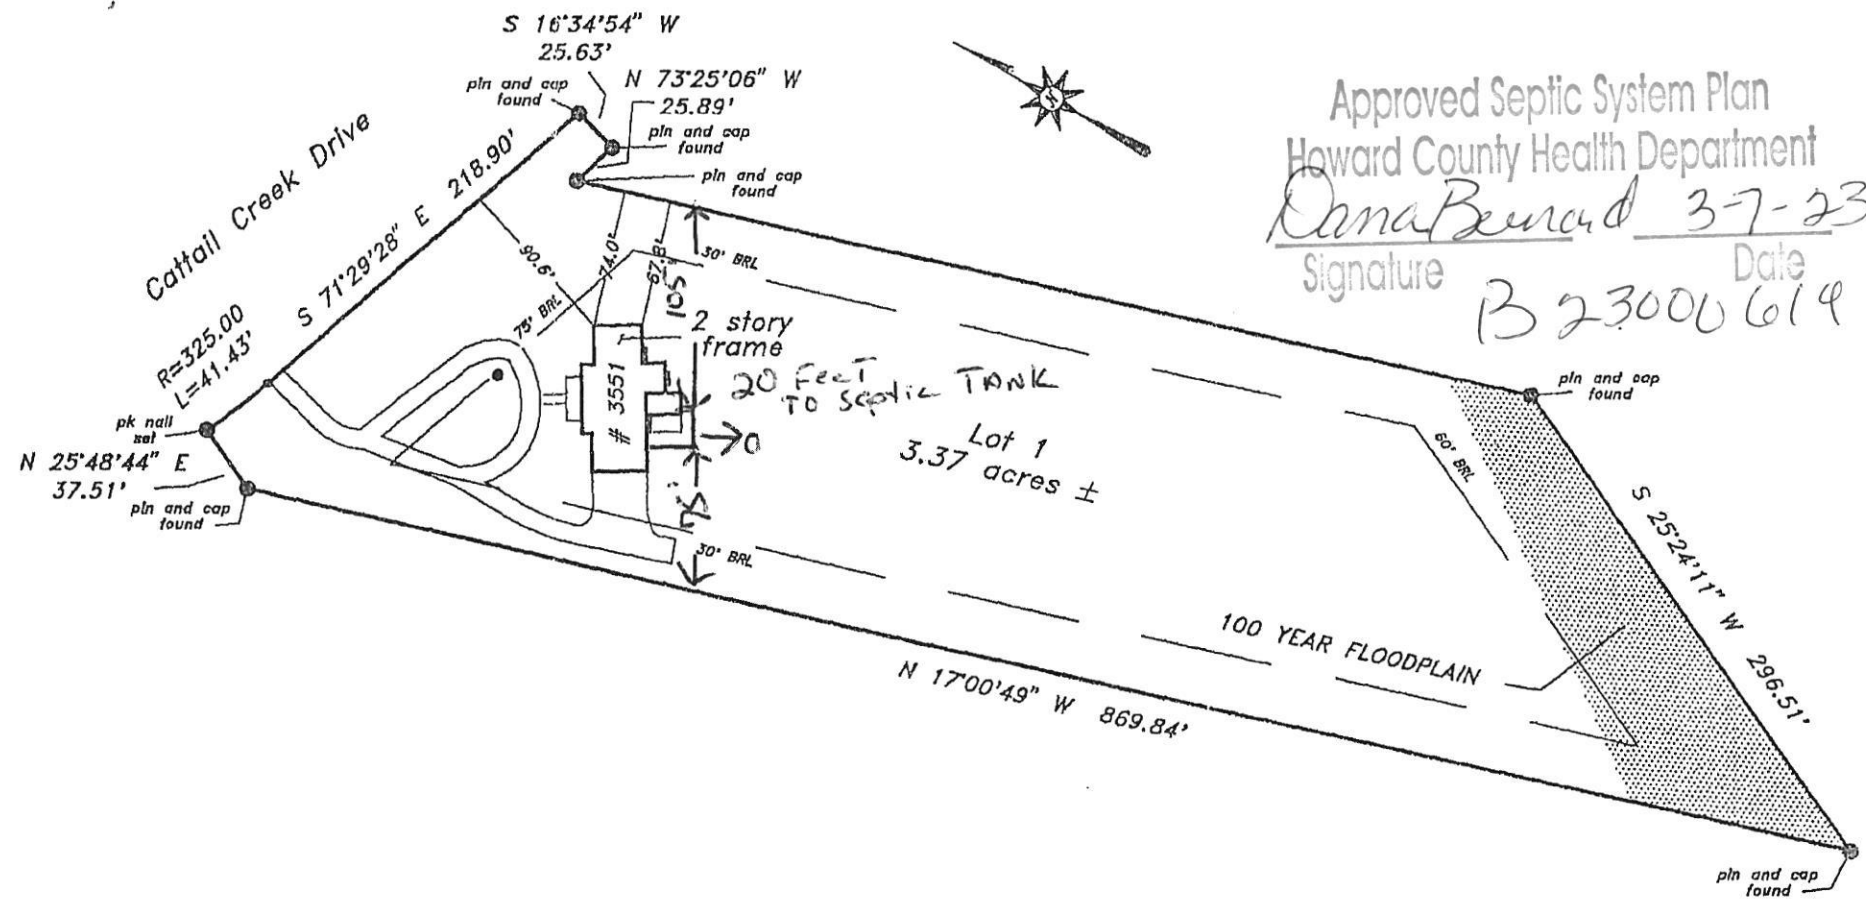 S 16°34'54" W
25.63'
pin and cap
found
N 73°25'06" W
25.89'
pin and cap
found
pin and cap
found
Approved Septic System Plan
Howard County Health Department
Dana Bernard 3-7-23
Signature Date
B 23000614
Cattail Creek Drive
S 71°29'28" E 218.90'
R=325.00
L=41.43'
90.6'
74.0'
67.8'
105'
30' BRL
75' BRL
2 story
frame
# 3551
20 FeeT
TO Septic TANK
Lot 1
3.37 acres ±
pk nail
set
N 25°48'44" E
37.51'
pin and cap
found
75'
30' BRL
pin and cap
found
60' BRL
S 25°24'11" W 296.51'
100 YEAR FLOODPLAIN
N 17°00'49" W 869.84'
pin and cap
found